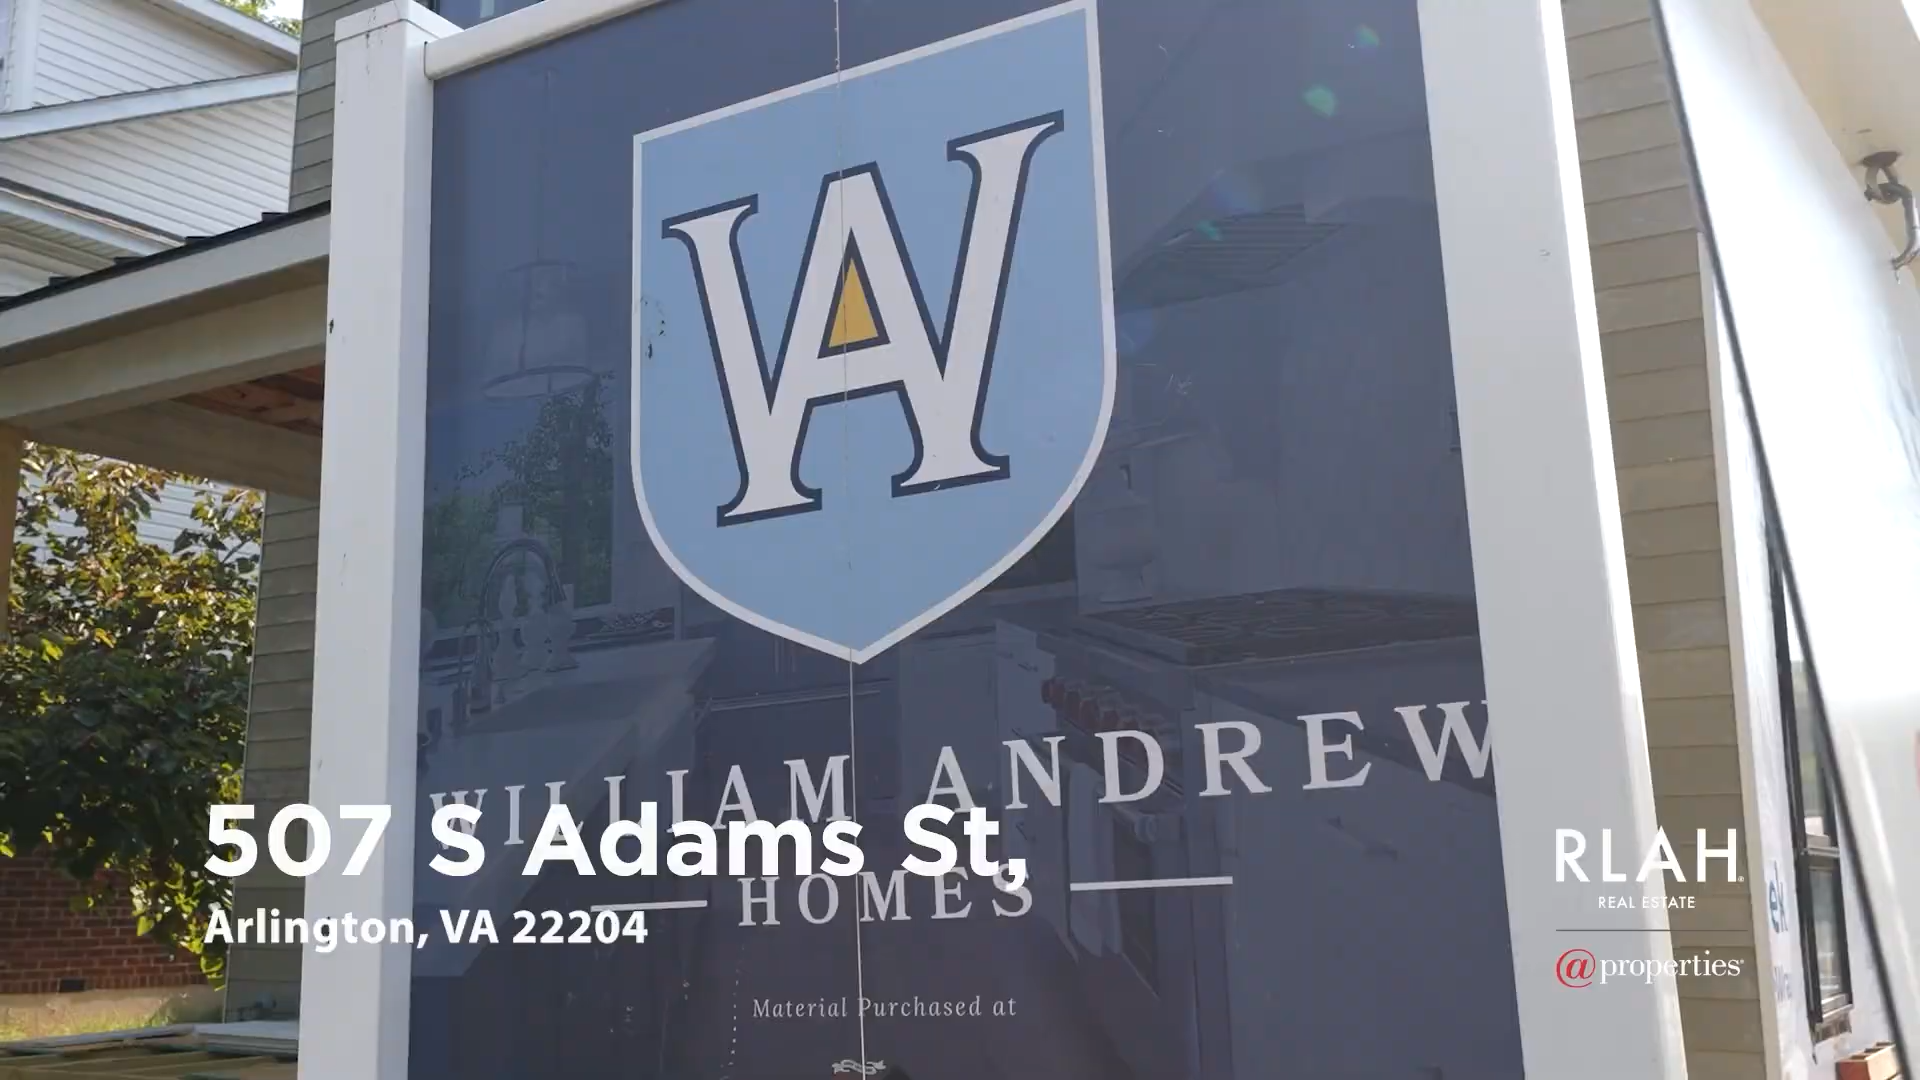 WA
WILLIAM ANDREW
HOMES
Material Purchased at
507 S Adams St,
Arlington, VA 22204
RLAH
REAL ESTATE
@properties